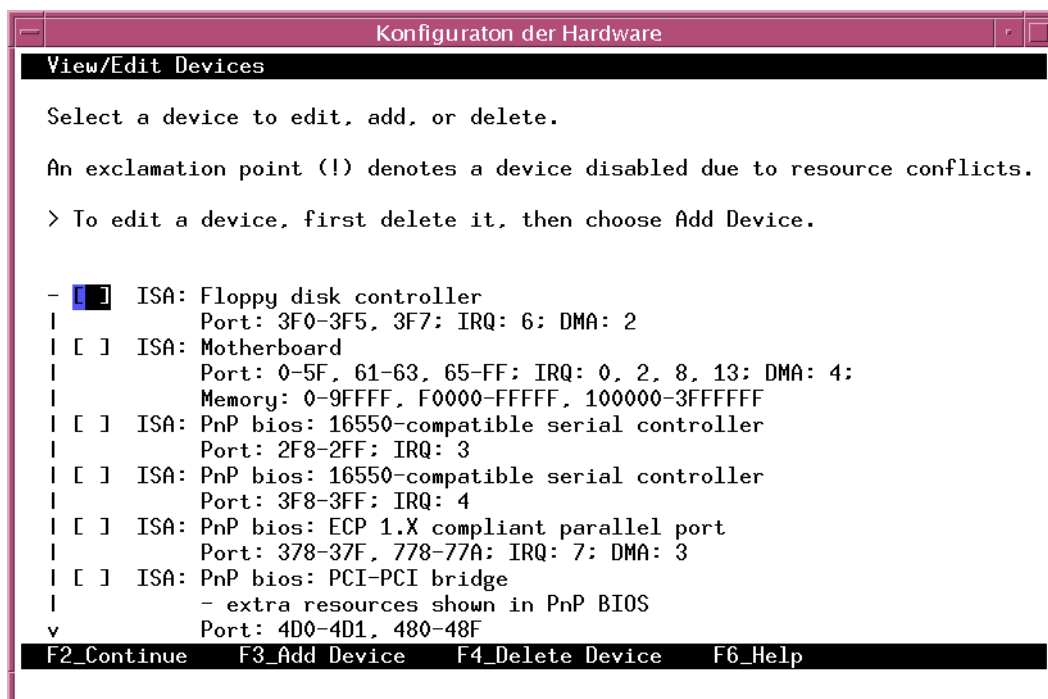 Konfiguraton der Hardware
View/Edit Devices
Select a device to edit, add, or delete.
An exclamation point (!) denotes a device disabled due to resource conflicts.
> To edit a device, first delete it, then choose Add Device.
- [ ]  ISA: Floppy disk controller
|           Port: 3F0-3F5, 3F7; IRQ: 6; DMA: 2
| [ ]  ISA: Motherboard
|           Port: 0-5F, 61-63, 65-FF; IRQ: 0, 2, 8, 13; DMA: 4;
|           Memory: 0-9FFFF, F0000-FFFFF, 100000-3FFFFFF
| [ ]  ISA: PnP bios: 16550-compatible serial controller
|           Port: 2F8-2FF; IRQ: 3
| [ ]  ISA: PnP bios: 16550-compatible serial controller
|           Port: 3F8-3FF; IRQ: 4
| [ ]  ISA: PnP bios: ECP 1.X compliant parallel port
|           Port: 378-37F, 778-77A; IRQ: 7; DMA: 3
| [ ]  ISA: PnP bios: PCI-PCI bridge
|           - extra resources shown in PnP BIOS
v           Port: 4D0-4D1, 480-48F
F2_Continue    F3_Add Device    F4_Delete Device    F6_Help